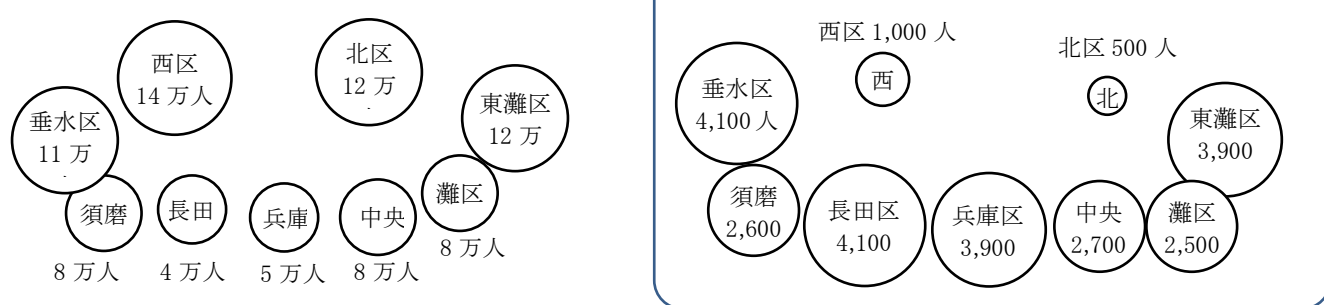 西区
14 万人
北区
12 万
東灘区
12 万
垂水区
11 万
灘区
8 万人
須磨
8 万人
長田
4 万人
兵庫
5 万人
中央
8 万人
西区 1,000 人
西
北区 500 人
北
垂水区
4,100 人
東灘区
3,900
須磨
2,600
長田区
4,100
兵庫区
3,900
中央
2,700
灘区
2,500